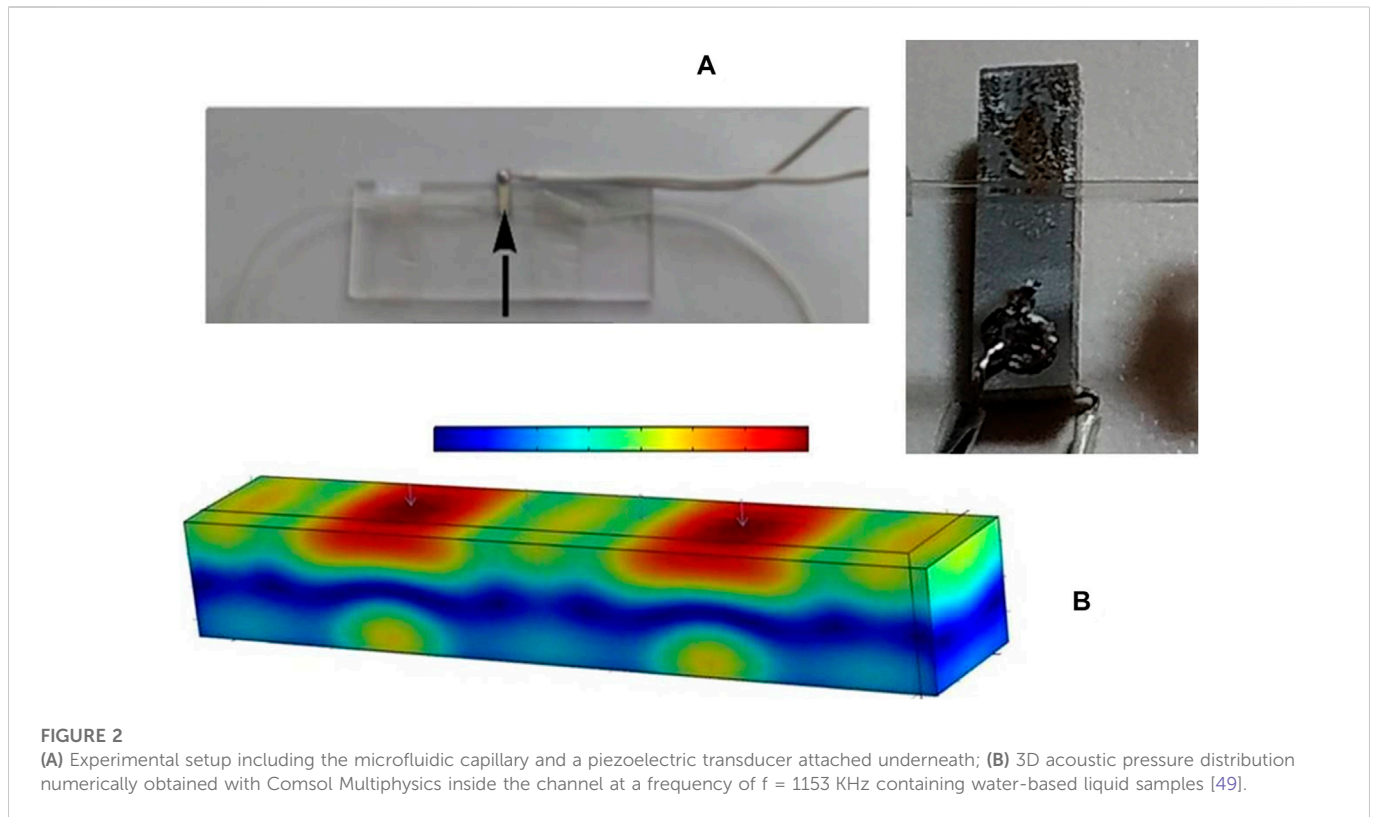 A
B
FIGURE 2
(A) Experimental setup including the microfluidic capillary and a piezoelectric transducer attached underneath; (B) 3D acoustic pressure distribution
numerically obtained with Comsol Multiphysics inside the channel at a frequency of f = 1153 KHz containing water-based liquid samples [49].